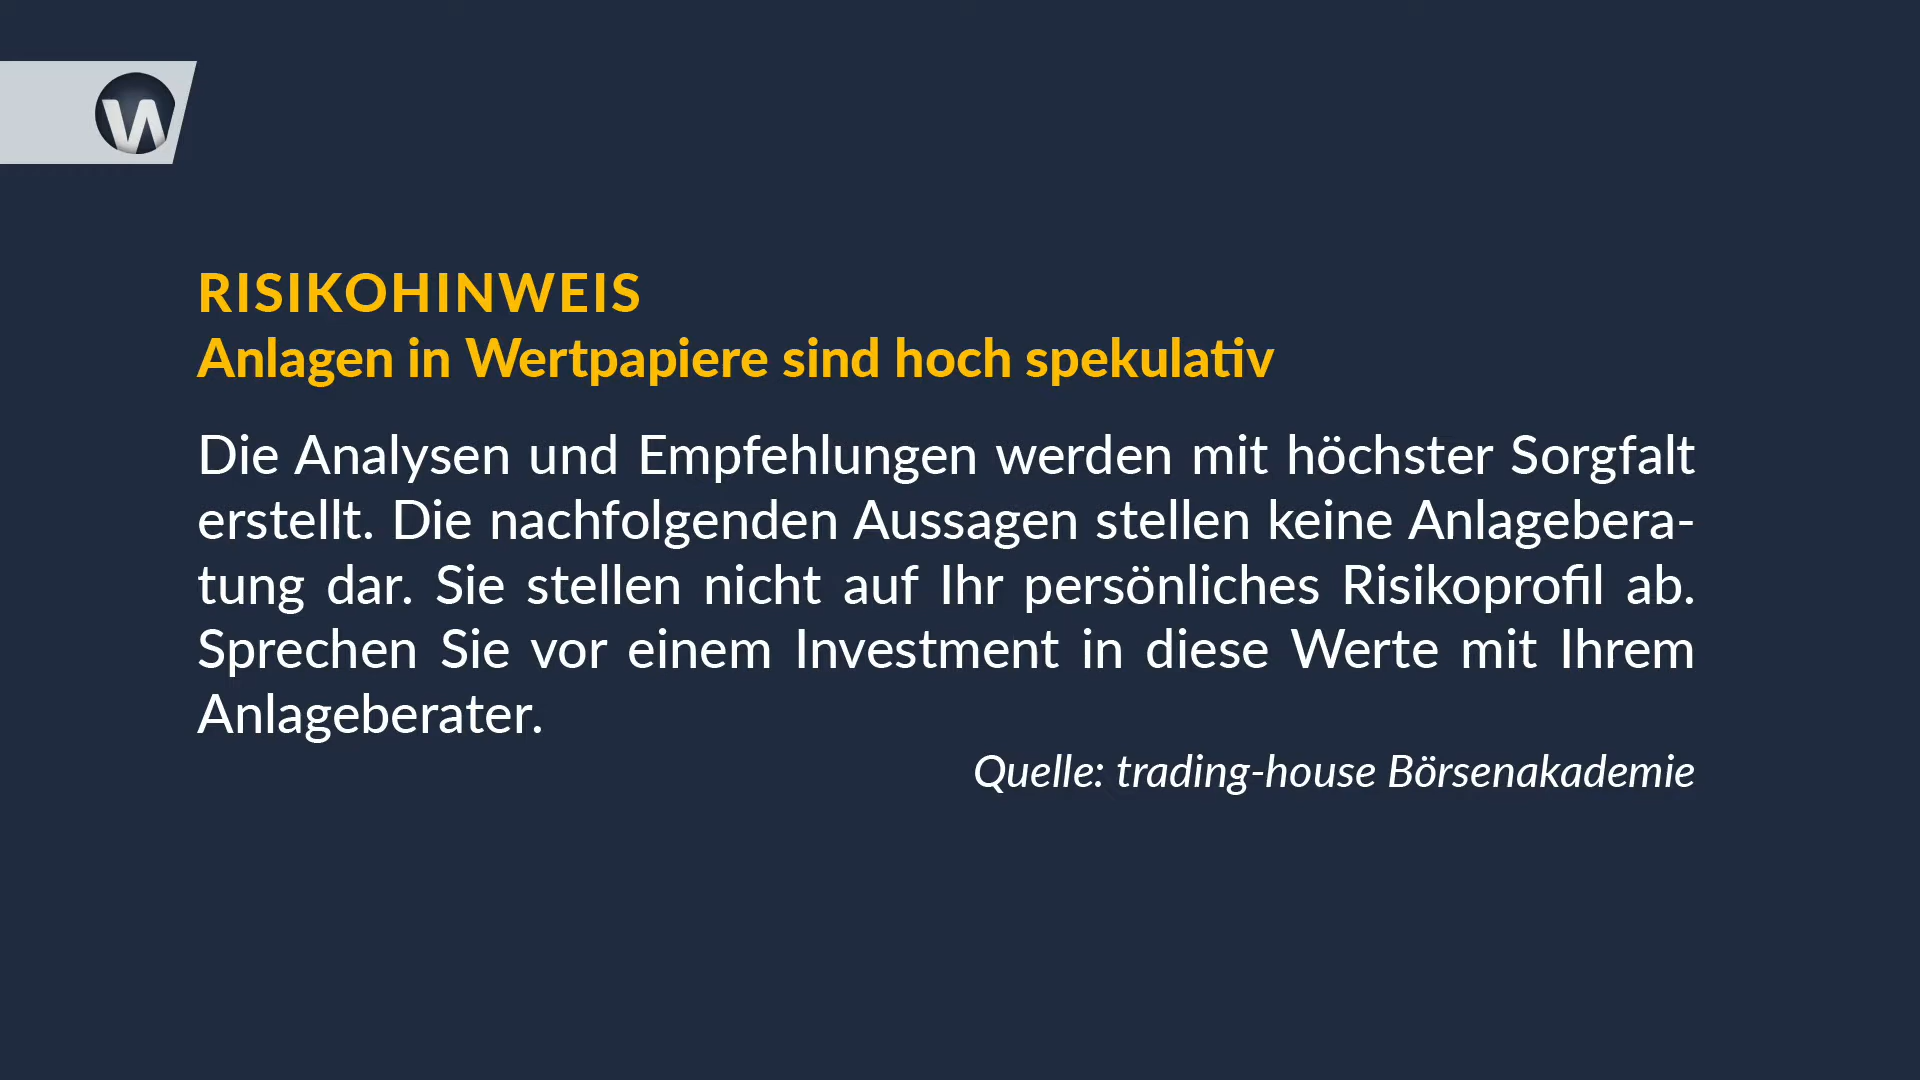 W
RISIKOHINWEIS
Anlagen in Wertpapiere sind hoch spekulativ
Die Analysen und Empfehlungen werden mit höchster Sorgfalt
erstellt. Die nachfolgenden Aussagen stellen keine Anlagebera-
tung dar. Sie stellen nicht auf Ihr persönliches Risikoprofil ab.
Sprechen Sie vor einem Investment in diese Werte mit Ihrem
Anlageberater.
Quelle: trading-house Börsenakademie